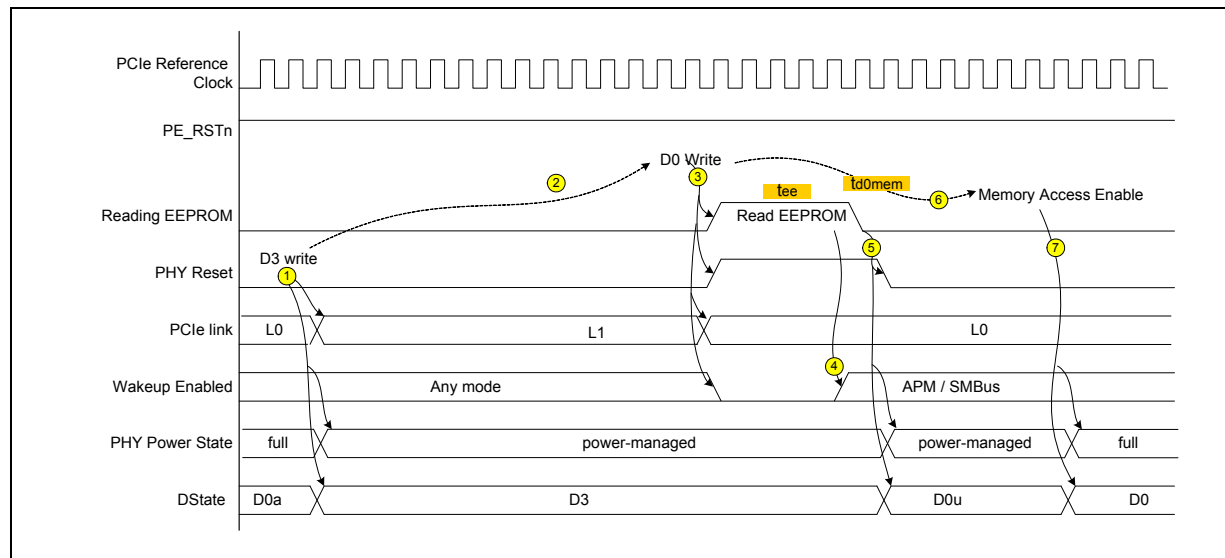 PCIe Reference
Clock
PE_RSTn
D0 Write
2
3
tee
td0mem
6
Memory Access Enable
Reading EEPROM
Read EEPROM
D3 write
5
7
PHY Reset
1
PCIe link
L0
L1
L0
4
Wakeup Enabled
Any mode
APM / SMBus
PHY Power State
full
power-managed
power-managed
full
DState
D0a
D3
D0u
D0